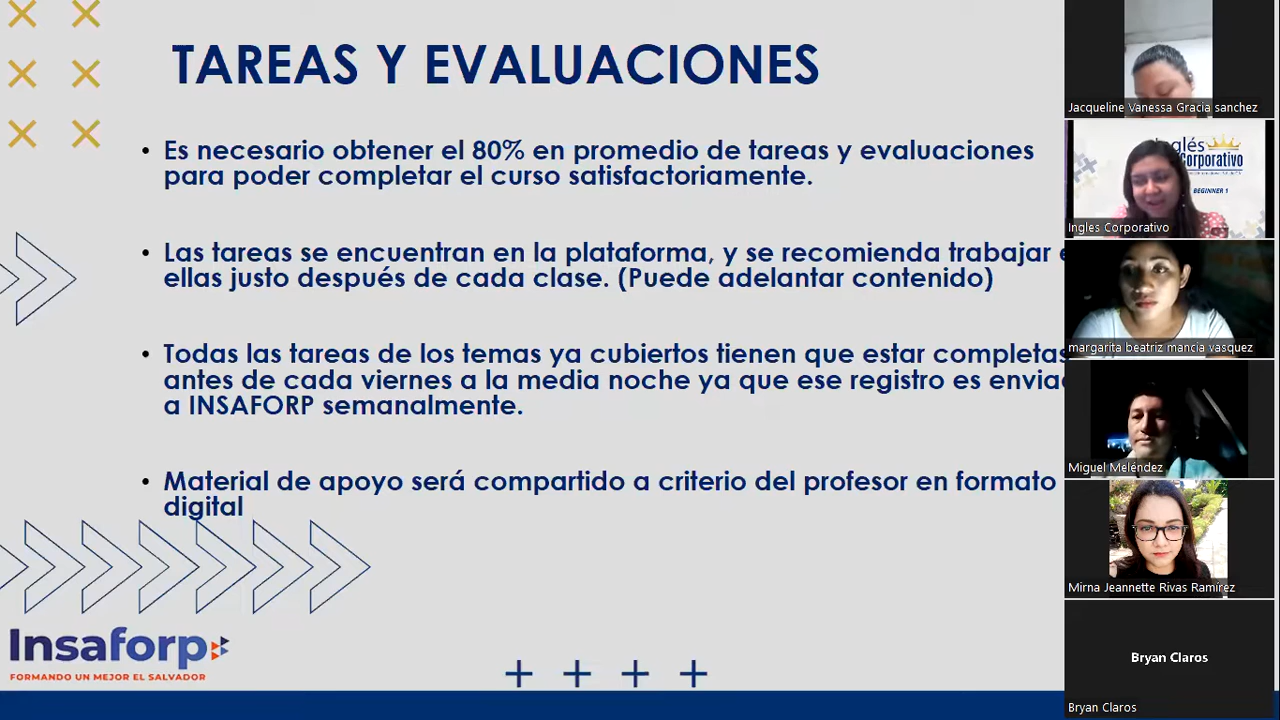 TAREAS Y EVALUACIONES
• Es necesario obtener el 80% en promedio de tareas y evaluaciones
para poder completar el curso satisfactoriamente.
• Las tareas se encuentran en la plataforma, y se recomienda trabajar
ellas justo después de cada clase. (Puede adelantar contenido)
• Todas las tareas de los temas ya cubiertos tienen que estar completas
antes de cada viernes a la media noche ya que ese registro es envia
a INSAFORP semanalmente.
• Material de apoyo será compartido a criterio del profesor en formato
digital
Insaforp
FORMANDO UN MEJOR EL SALVADOR
Jacqueline Vanessa Gracia sanchez
Inglés
Corporativo
BEGINNER 1
Ingles Corporativo
margarita beatriz mancia vasquez
Miguel Meléndez
Mirna Jeannette Rivas Ramírez
Bryan Claros
Bryan Claros